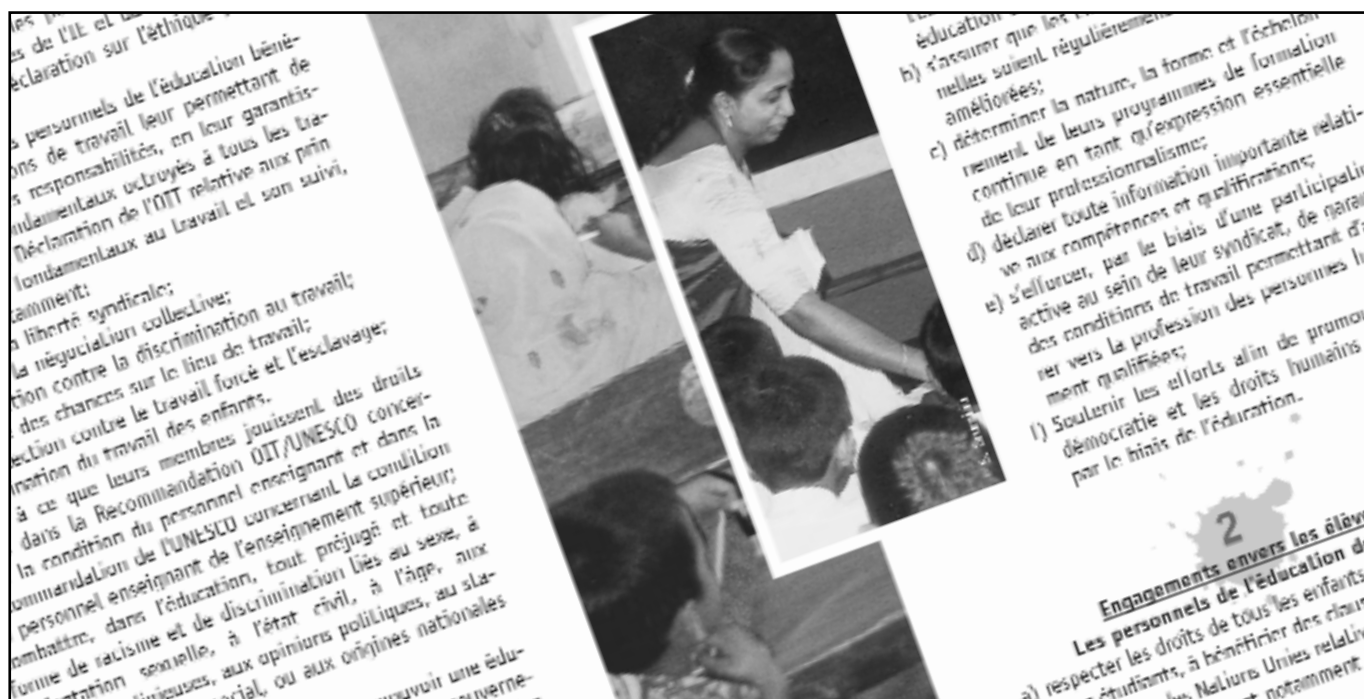 es de l'IE et
éclaration sur l'éthique
personnels de l'éducation béné-
ons de travail leur permettant de
responsabilités, en leur garantis-
ndamentaux octroyés à tous les tra-
Déclaration de l'OIT relative aux prin
fondamentaux au travail et son suivi,
tamment:
liberté syndicale;
la négociation collective;
tion contre la discrimination au travail;
des chances sur le lieu de travail;
ection contre le travail forcé et l'esclavage;
ination du travail des enfants.
à ce que leurs membres jouissent des droits
dans la Recommandation OIT/UNESCO concer-
la condition du personnel enseignant et dans la
ommandation de l'UNESCO concernant la condition
personnel enseignant de l'enseignement supérieur;
ombattre, dans l'éducation, tout préjugé et toute
forme de racisme et de discrimination liés au sexe, à
ntation sexuelle, à l'état civil, à l'âge, aux
ligieuses, aux opinions politiques, au sta-
cial, ou aux origines nationales
ouvoir une édu-
ouverne-
éducation
b) s'assurer que les
nelles soient régulièrement
améliorées;
c) déterminer la nature, la forme et l'échelon
nement de leurs programmes de formation
continue en tant qu'expression essentielle
de leur professionnalisme;
d) déclarer toute information importante relati-
ve aux compétences et qualifications;
e) s'efforcer, par le biais d'une participation
active au sein de leur syndicat, de garan
des conditions de travail permettant d'a
rer vers la profession des personnes h
ment qualifiées;
f) Soutenir les efforts afin de promo
démocratie et les droits humains
par le biais de l'éducation.
2
Engagements envers les élèv
Les personnels de l'éducation d
a) respecter les droits de tous les enfants
étudiants, à bénéficier des claus
Nations Unies relati
notamment